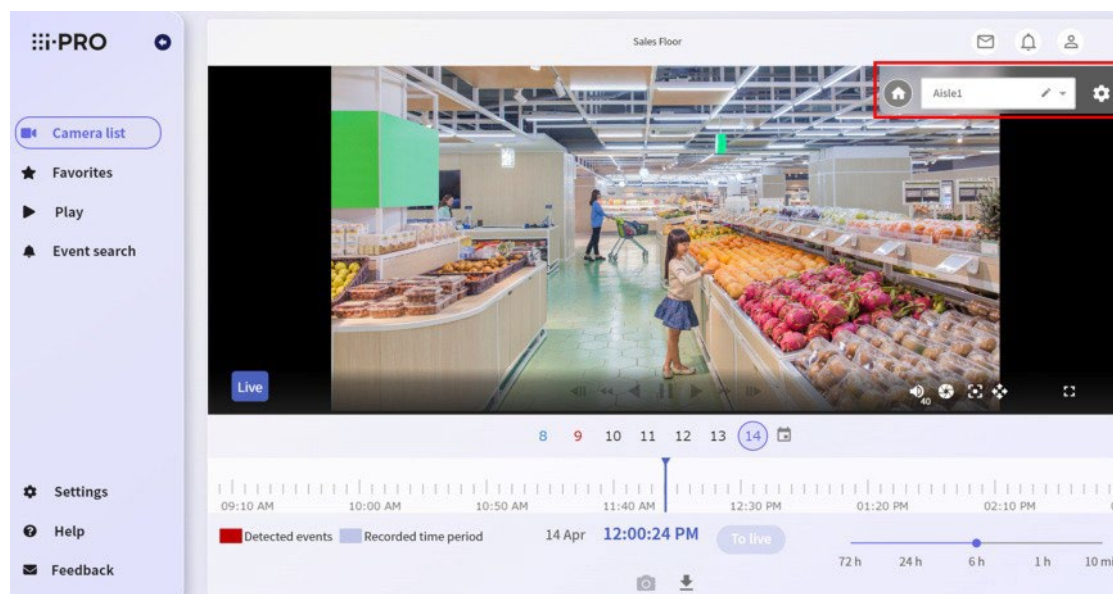 i-PRO
Sales Floor
Aisle1
Camera list
Favorites
Play
Event search
Live
40
8 9 10 11 12 13 14
09:10 AM 10:00 AM 10:50 AM 11:40 AM 12:30 PM 01:20 PM 02:10 PM
Settings
Help
Feedback
Detected events Recorded time period 14 Apr 12:00:24 PM To live
72 h 24 h 6 h 1 h 10 mi